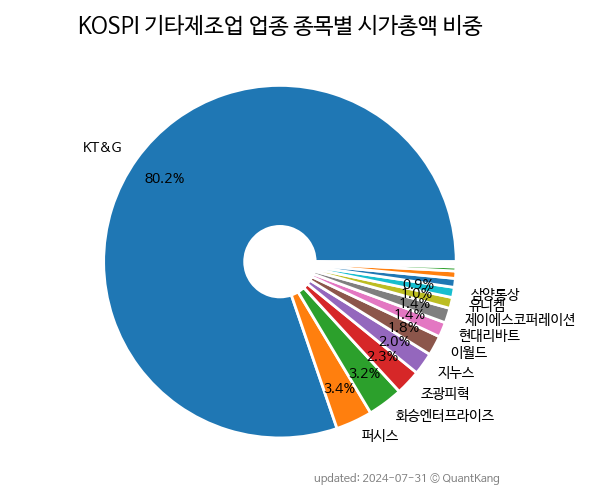 KOSPI 기타제조업 업종 종목별 시가총액 비중
KT&G
80.2%
0.9%
1.0%
1.4%
1.4%
1.8%
2.0%
2.3%
3.2%
3.4%
삼양통상
유니켐
제이에스코퍼레이션
현대리바트
이월드
지누스
조광피혁
화승엔터프라이즈
퍼시스
updated: 2024-07-31 © QuantKang